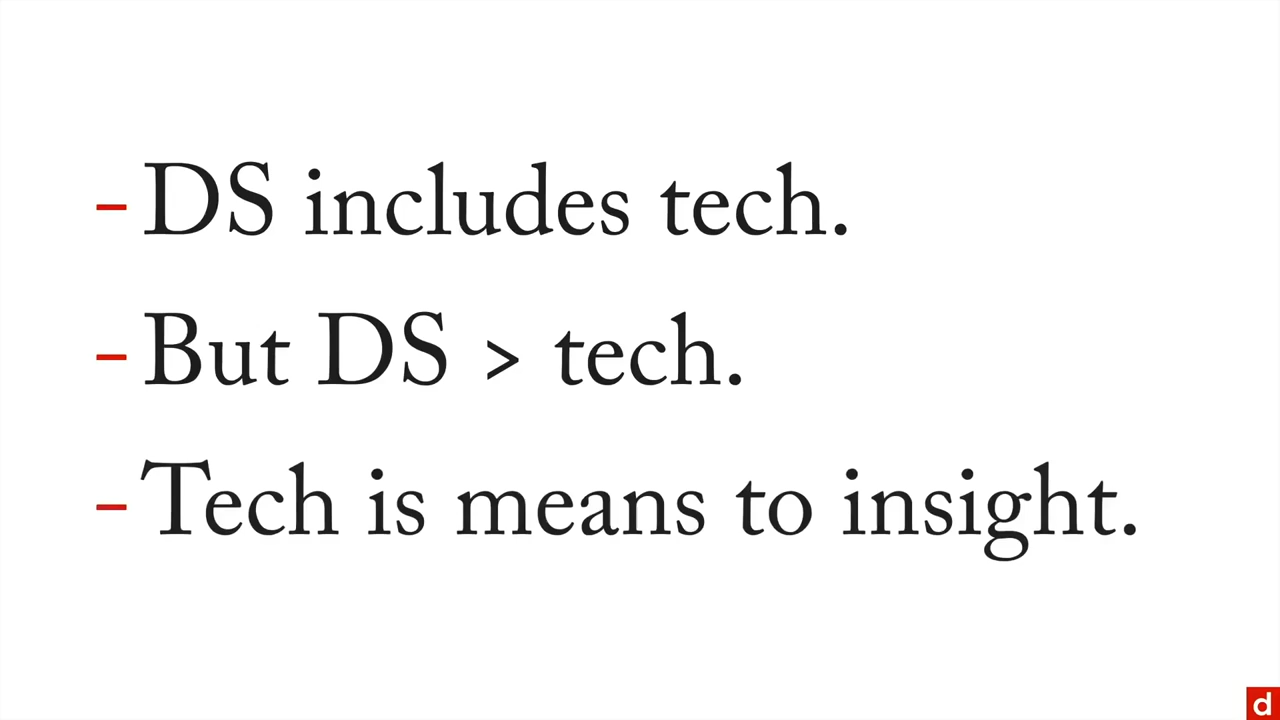 - DS includes tech.
- But DS > tech.
- Tech is means to insight.
d